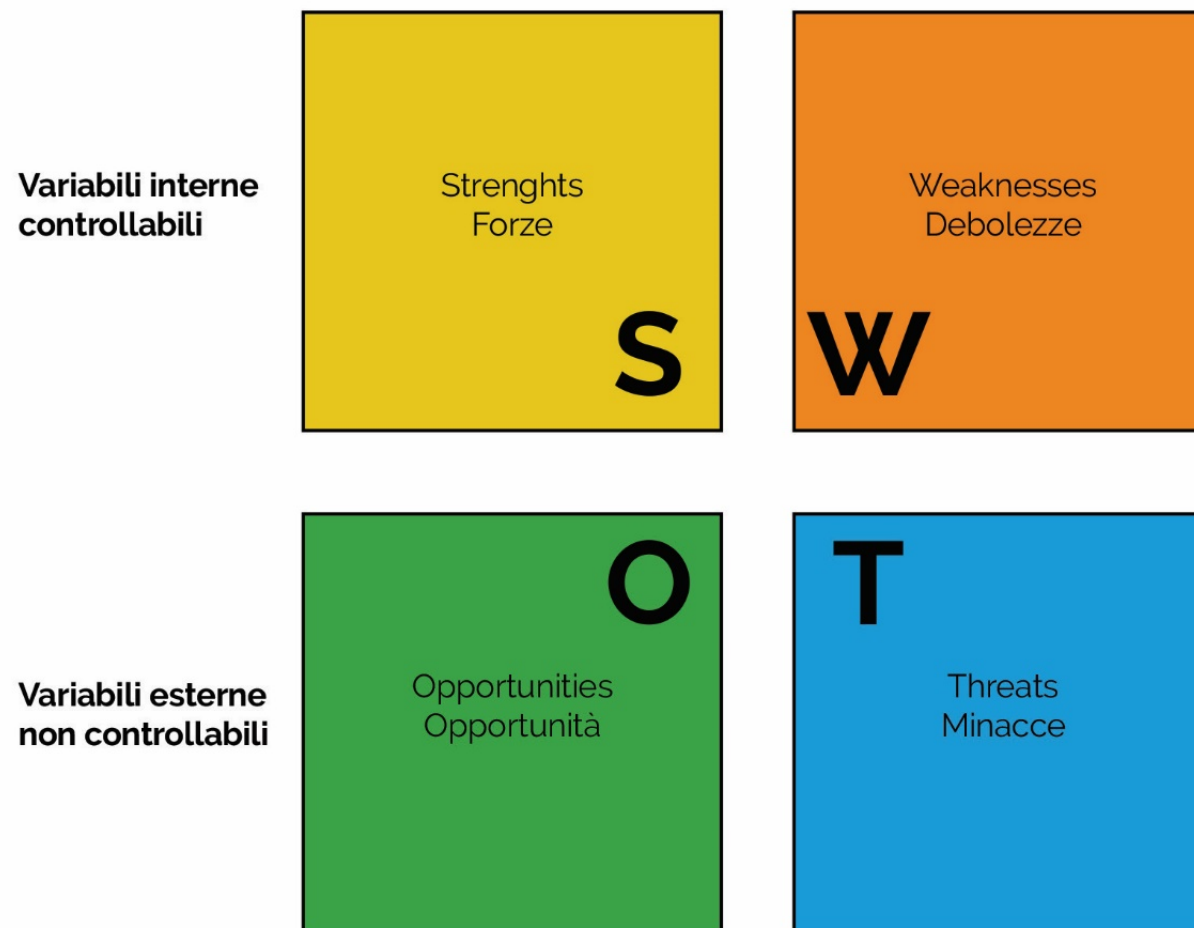 Variabili interne
controllabili
Strenghts
Forze
S
Weaknesses
Debolezze
W
Variabili esterne
non controllabili
O
Opportunities
Opportunità
T
Threats
Minacce